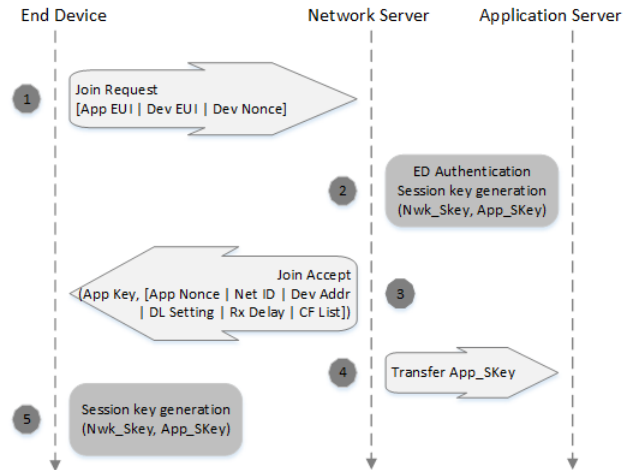 End Device
Network Server
Application Server
1
Join Request
[App EUI | Dev EUI | Dev Nonce]
2
ED Authentication
Session key generation
(Nwk_Skey, App_SKey)
Join Accept
(App Key, [App Nonce | Net ID | Dev Addr
| DL Setting | Rx Delay | CF List])
3
4
Transfer App_SKey
5
Session key generation
(Nwk_Skey, App_SKey)